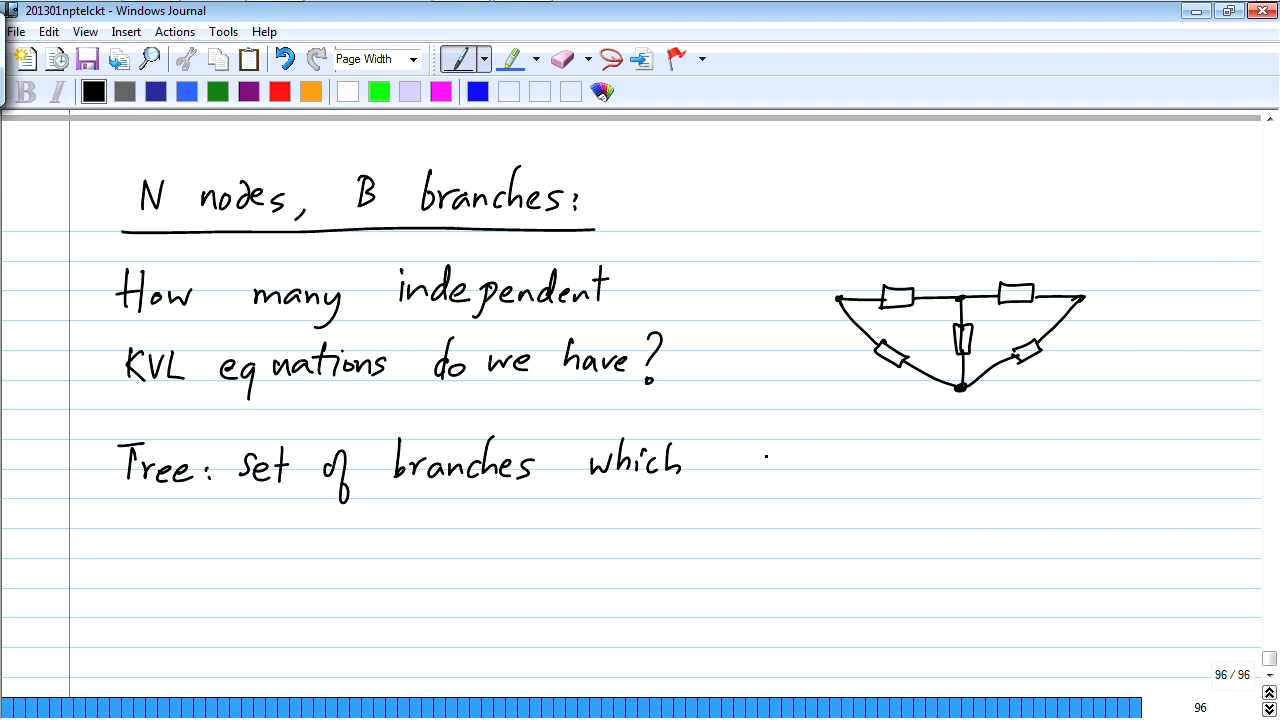 201301nptelckt - Windows Journal
File Edit View Insert Actions Tools Help
Page Width
B I
N nodes, B branches:
How many independent
KVL equations do we have?
Tree: set of branches which
96 / 96
96